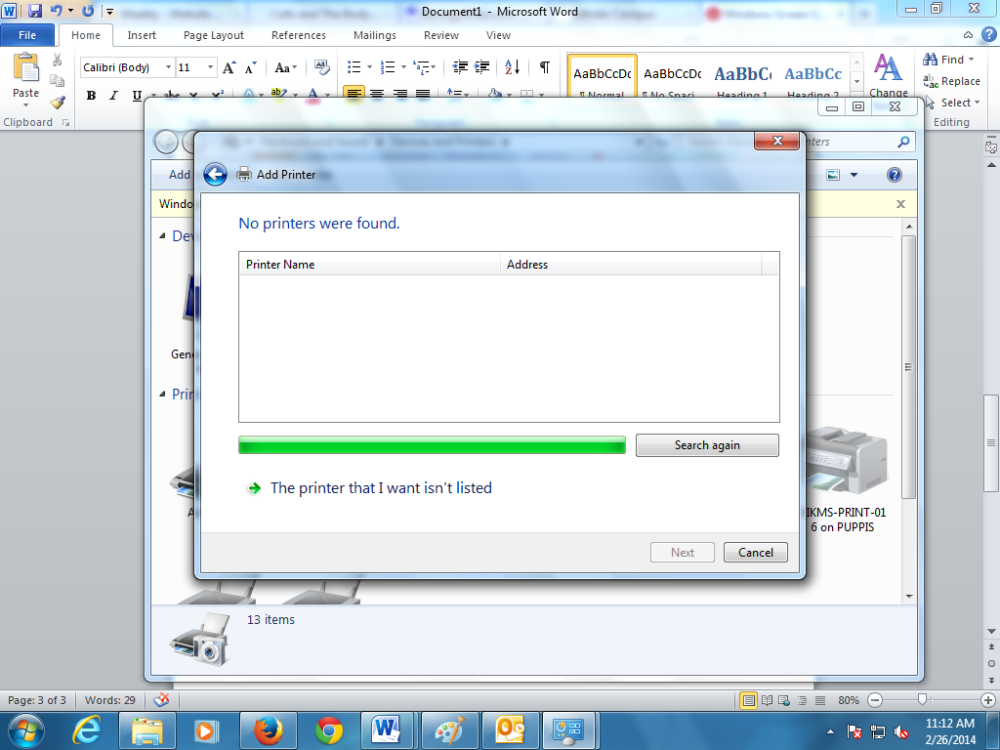 Document1 - Microsoft Word
File Home Insert Page Layout References Mailings Review View
Paste
Clipboard
Calibri (Body) 11
B I U abc
AaBbCcDc AaBbCcDc AaBbC AaBbCc
¶ Normal ¶ No Spaci... Heading 1 Heading 2
Change
Find
Replace
Select
Editing
nters
Add
Add Printer
Windo
No printers were found.
Printer Name Address
Dev
Gene
Prin
Search again
The printer that I want isn't listed
Next Cancel
IKMS-PRINT-01
6 on PUPPIS
13 items
Page: 3 of 3 Words: 29
80%
11:12 AM
2/26/2014